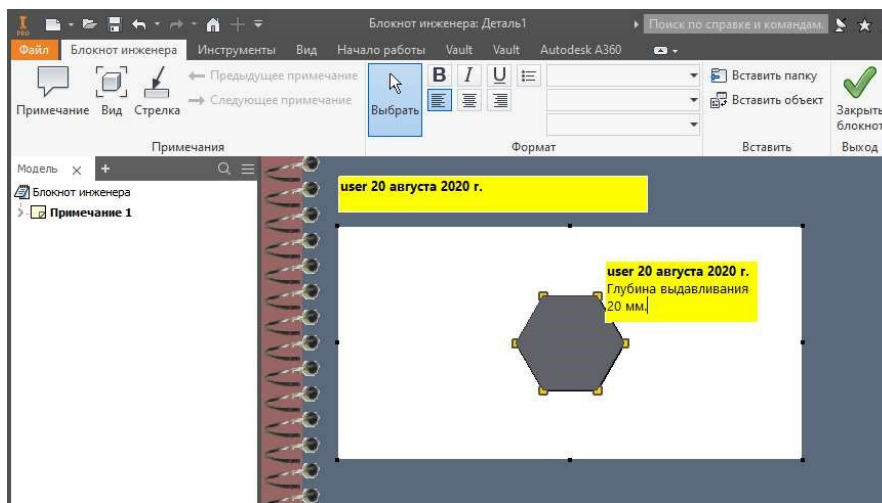 PRO
Блокнот инженера: Деталь1
Поиск по справке и командам.
Файл Блокнот инженера Инструменты Вид Начало работы Vault Vault Autodesk A360
Примечание
Вид
Стрелка
Предыдущее примечание
Следующее примечание
Примечания
Выбрать
B I U
Формат
Вставить папку
Вставить объект
Вставить
Закрыть
блокнот
Выход
Модель
Блокнот инженера
Примечание 1
user 20 августа 2020 г.
user 20 августа 2020 г.
Глубина выдавливания
20 мм.